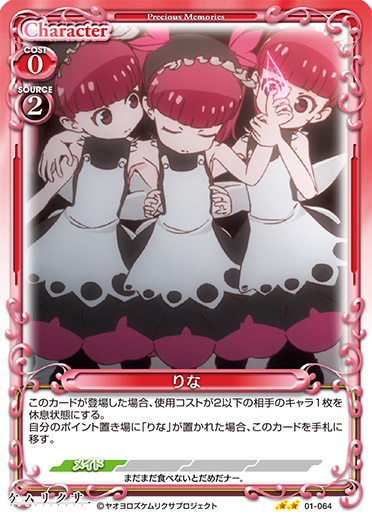 Precious Memories
Character
COST
0
SOURCE
2
りな
このカードが登場した場合、使用コストが2以下の相手のキャラ1枚を
休息状態にする。
自分のポイント置き場に「りな」が置かれた場合、このカードを手札に
移す。
メイド
まだまだ食べないとだめだナー。
ケムリクサ
©ヤオヨロズケムリクサプロジェクト
01-064